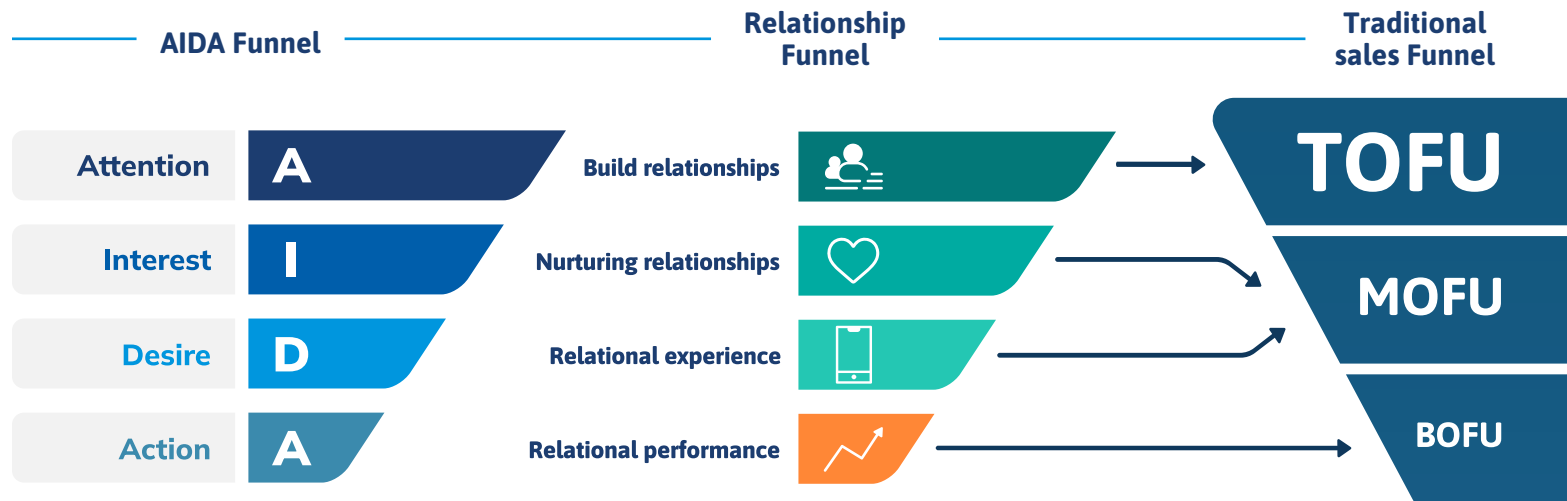 AIDA Funnel
Relationship
Funnel
Traditional
sales Funnel
Attention
A
Build relationships
TOFU
Interest
I
Nurturing relationships
MOFU
Desire
D
Relational experience
Action
A
Relational performance
BOFU